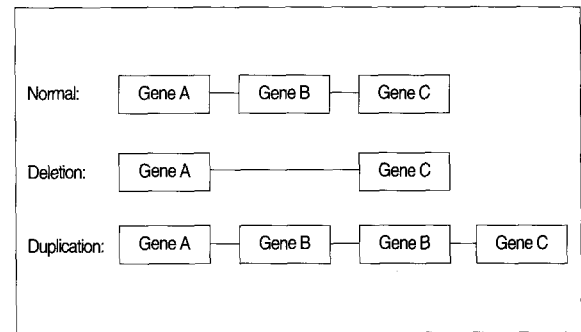 Normal: Gene A Gene B Gene C
Deletion: Gene A Gene C
Duplication: Gene A Gene B Gene B Gene C